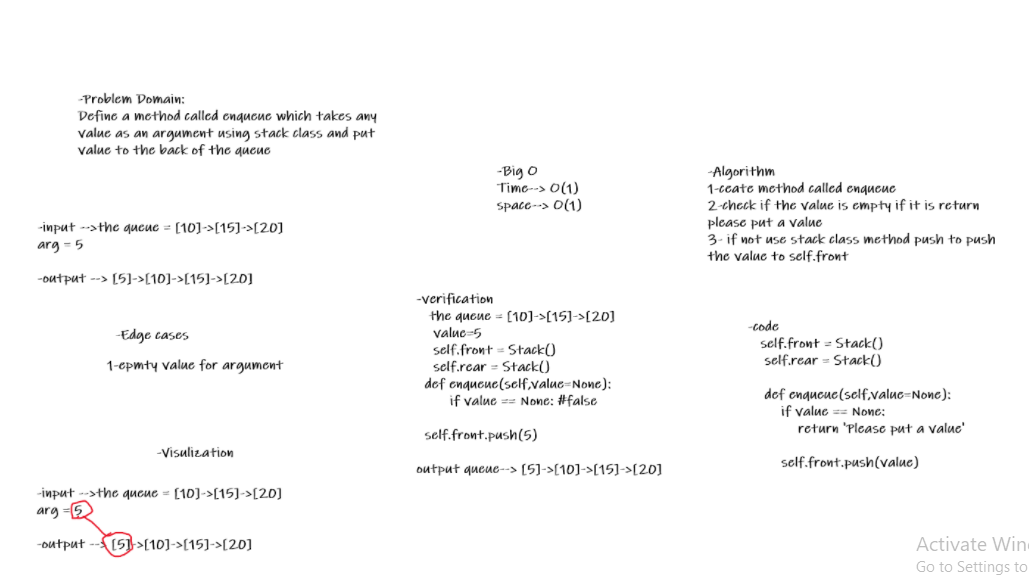 -Problem Domain:
Define a method called enqueue which takes any
value as an argument using stack class and put
value to the back of the queue
-input -->the queue = [10]->[15]->[20]
arg = 5
-output --> [5]->[10]->[15]->[20]
-Edge cases
1-epmty value for argument
-Visulization
-input -->the queue = [10]->[15]->[20]
arg = 5
-output --> [5]->[10]->[15]->[20]
-Big O
Time--> O(1)
space--> O(1)
-verification
the queue = [10]->[15]->[20]
value=5
self.front = Stack()
self.rear = Stack()
def enqueue(self,value=None):
if value == None: #false
self.front.push(5)
output queue--> [5]->[10]->[15]->[20]
-Algorithm
1-ceate method called enqueue
2-check if the value is empty if it is return
please put a value
3- if not use stack class method push to push
the value to self.front
-code
self.front = Stack()
self.rear = Stack()
def enqueue(self,value=None):
if value == None:
return 'Please put a value'
self.front.push(value)
Activate Win
Go to Settings to